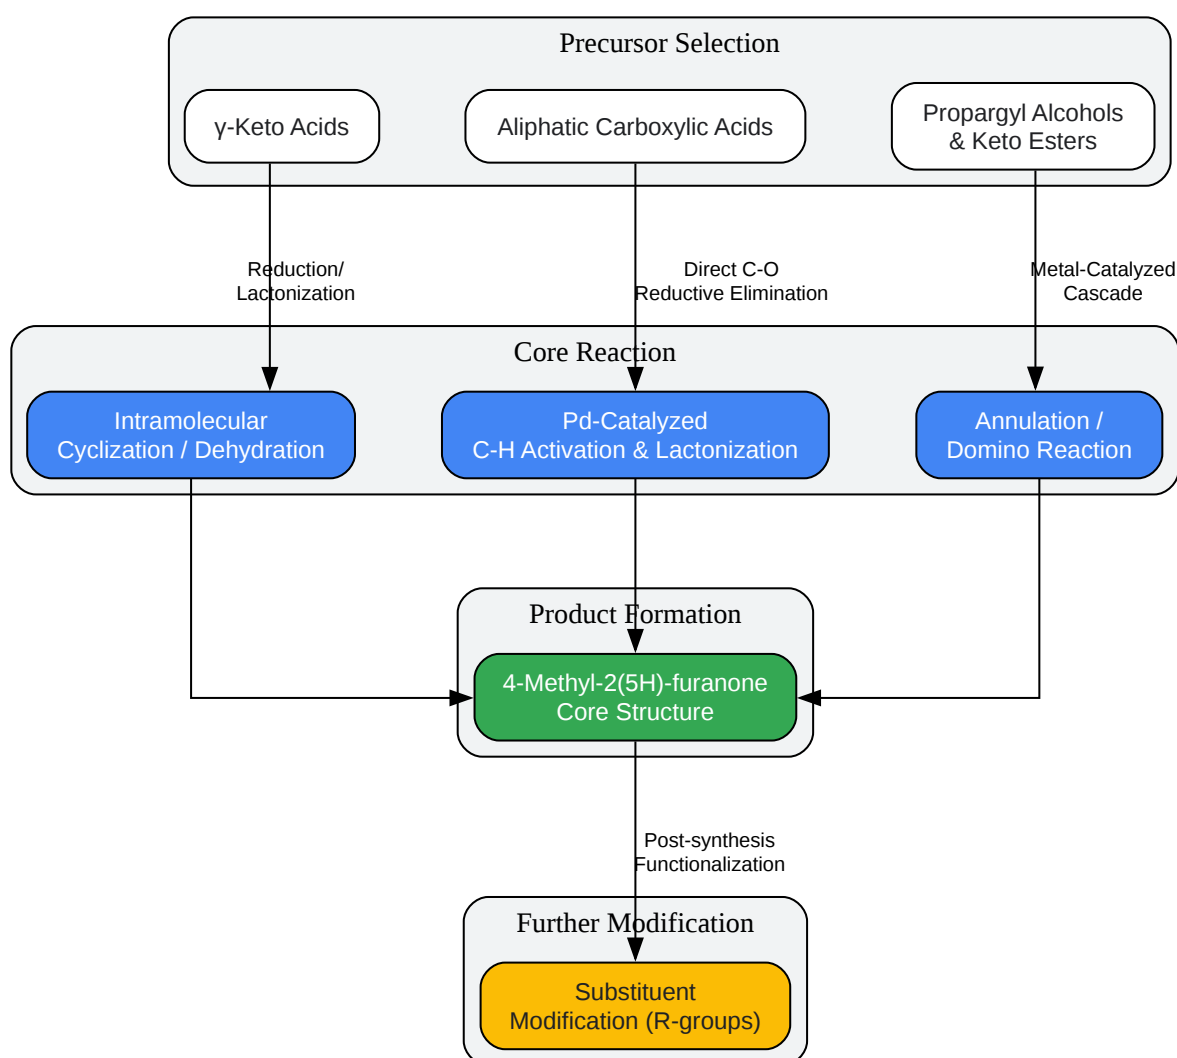 Precursor Selection
γ-Keto Acids
Aliphatic Carboxylic Acids
Propargyl Alcohols
& Keto Esters
Reduction/
Lactonization
Direct C-O
Reductive Elimination
Metal-Catalyzed
Cascade
Core Reaction
Intramolecular
Cyclization / Dehydration
Pd-Catalyzed
C-H Activation & Lactonization
Annulation /
Domino Reaction
Product Formation
4-Methyl-2(5H)-furanone
Core Structure
Post-synthesis
Functionalization
Further Modification
Substituent
Modification (R-groups)